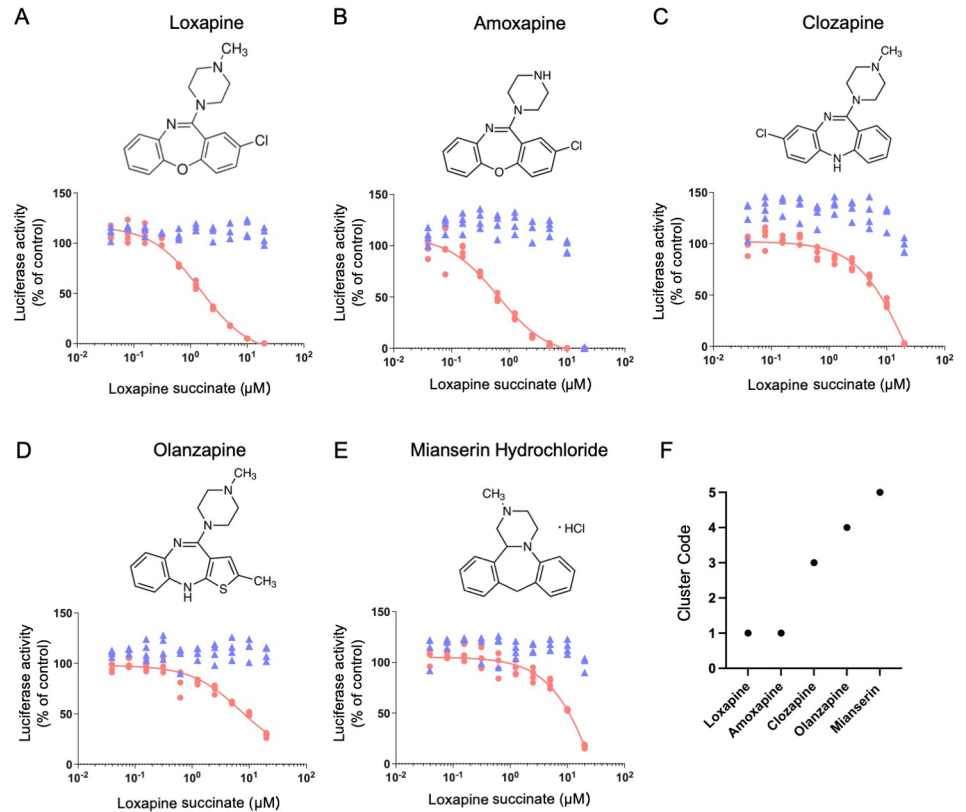 A
Loxapine
CH3
N
N
N
Cl
O
150
100
50
0
Luciferase activity
(% of control)
10-2
10-1
100
101
102
Loxapine succinate (µM)
B
Amoxapine
NH
N
N
Cl
O
150
100
50
0
Luciferase activity
(% of control)
10-2
10-1
100
101
102
Loxapine succinate (µM)
C
Clozapine
CH3
N
N
N
Cl
N
H
150
100
50
0
Luciferase activity
(% of control)
10-2
10-1
100
101
102
Loxapine succinate (µM)
D
Olanzapine
CH3
N
N
N
N
H
S
CH3
150
100
50
0
Luciferase activity
(% of control)
10-2
10-1
100
101
102
Loxapine succinate (µM)
E
Mianserin Hydrochloride
CH3
N
N
· HCl
150
100
50
0
Luciferase activity
(% of control)
10-2
10-1
100
101
102
Loxapine succinate (µM)
F
5
4
3
2
1
0
Cluster Code
Loxapine
Amoxapine
Clozapine
Olanzapine
Mianserin